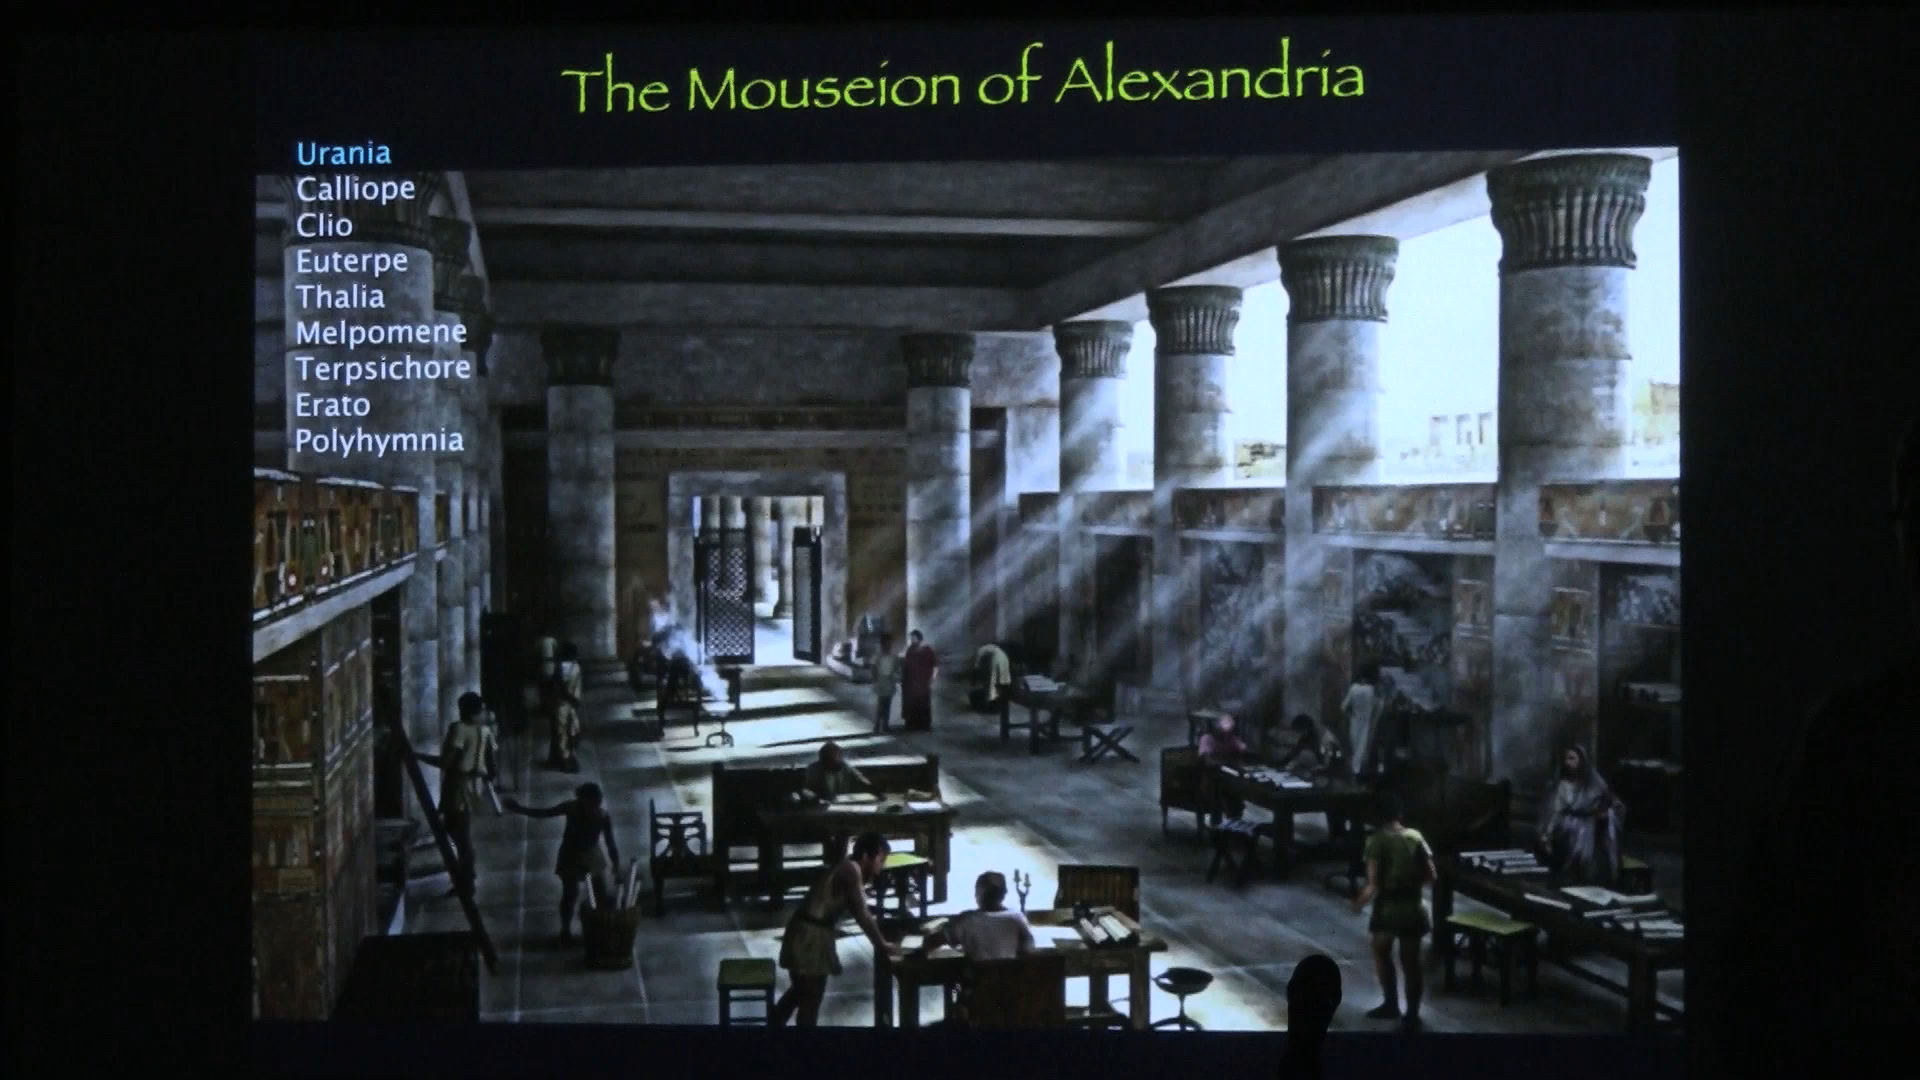 The Mouseion of Alexandria
Urania
Calliope
Clio
Euterpe
Thalia
Melpomene
Terpsichore
Erato
Polyhymnia